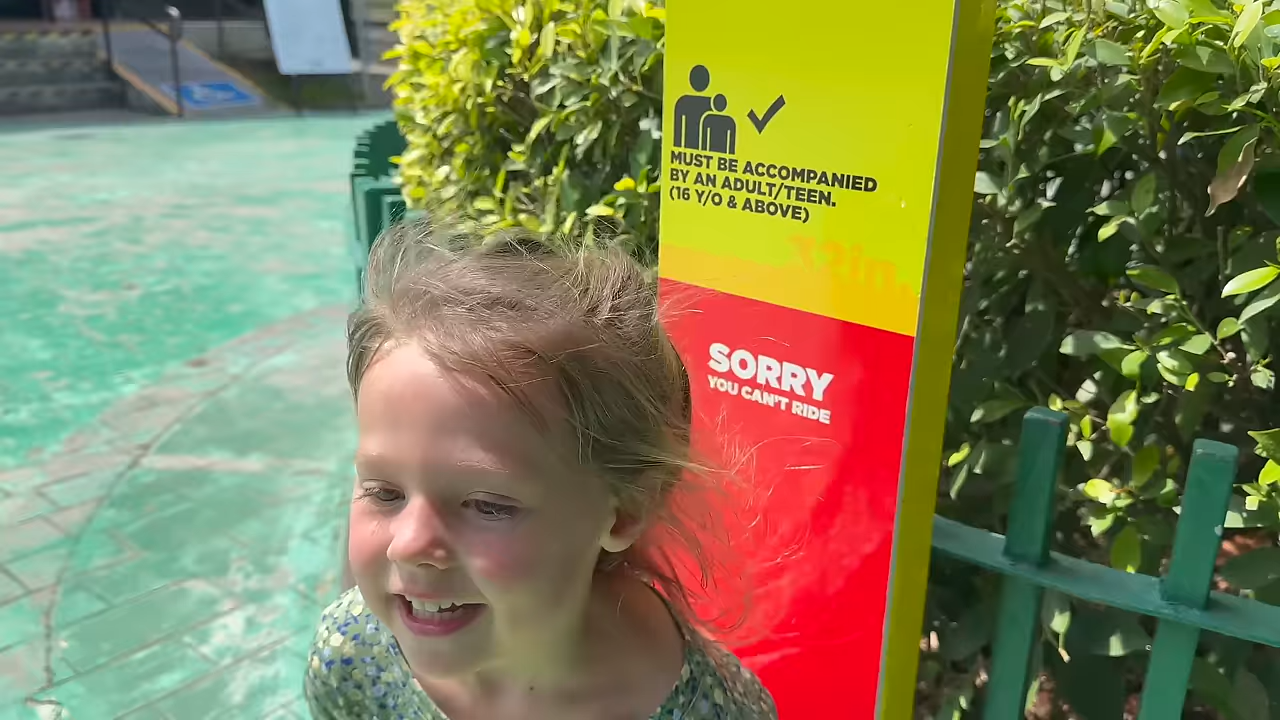 MUST BE ACCOMPANIED
BY AN ADULT/TEEN.
(16 Y/O & ABOVE)
SORRY
YOU CAN'T RIDE